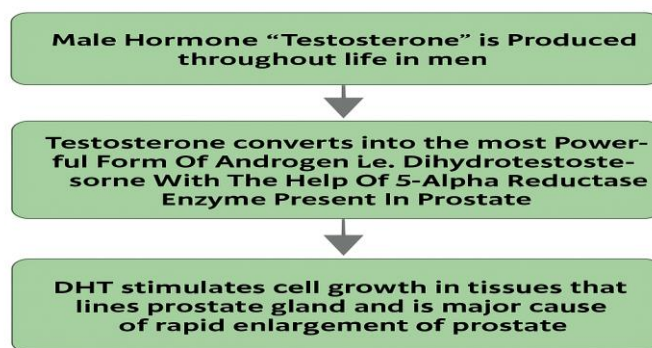 Male Hormone “Testosterone” is Produced
throughout life in men
Testosterone converts into the most Power-
ful Form Of Androgen i.e. Dihydrotestoste-
sorne With The Help Of 5-Alpha Reductase
Enzyme Present In Prostate
DHT stimulates cell growth in tissues that
lines prostate gland and is major cause
of rapid enlargement of prostate